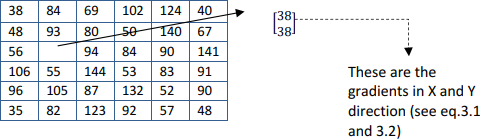 38 84 69 102 124 40
48 93 80 50 140 67
56 94 84 90 141
106 55 144 53 83 91
96 105 87 132 52 90
35 82 123 92 57 48
[38
38]
These are the
gradients in X and Y
direction (see eq.3.1
and 3.2)